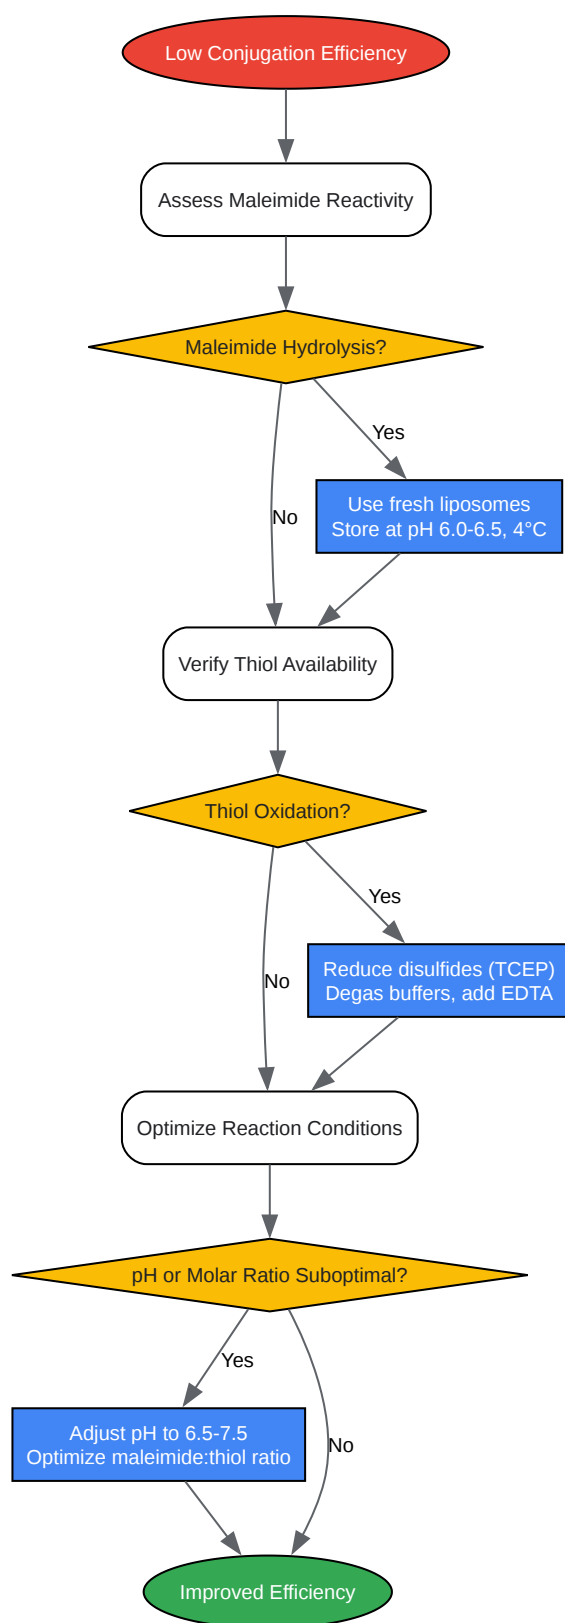 Low Conjugation Efficiency
Assess Maleimide Reactivity
Maleimide Hydrolysis?
Yes
Use fresh liposomes
Store at pH 6.0-6.5, 4°C
No
Verify Thiol Availability
Thiol Oxidation?
Yes
Reduce disulfides (TCEP)
Degas buffers, add EDTA
No
Optimize Reaction Conditions
pH or Molar Ratio Suboptimal?
Yes
Adjust pH to 6.5-7.5
Optimize maleimide:thiol ratio
No
Improved Efficiency